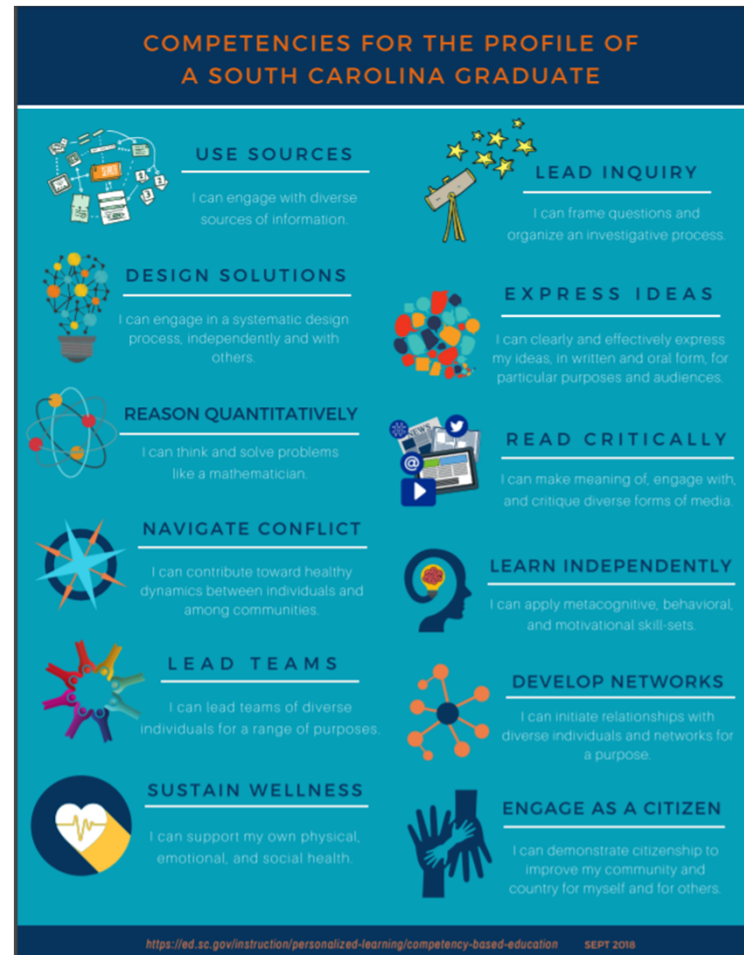 COMPETENCIES FOR THE PROFILE OF
A SOUTH CAROLINA GRADUATE
USE SOURCES
I can engage with diverse
sources of information.
DESIGN SOLUTIONS
I can engage in a systematic design
process, independently and with
others.
REASON QUANTITATIVELY
I can think and solve problems
like a mathematician.
NAVIGATE CONFLICT
I can contribute toward healthy
dynamics between individuals and
among communities.
LEAD TEAMS
I can lead teams of diverse
individuals for a range of purposes.
SUSTAIN WELLNESS
I can support my own physical,
emotional, and social health.
LEAD INQUIRY
I can frame questions and
organize an investigative process.
EXPRESS IDEAS
I can clearly and effectively express
my ideas, in written and oral form, for
particular purposes and audiences.
NEWS
@
READ CRITICALLY
I can make meaning of, engage with,
and critique diverse forms of media.
LEARN INDEPENDENTLY
I can apply metacognitive, behavioral,
and motivational skill-sets.
DEVELOP NETWORKS
I can initiate relationships with
diverse individuals and networks for
a purpose.
ENGAGE AS A CITIZEN
I can demonstrate citizenship to
improve my community and
country for myself and for others.
https://ed.sc.gov/instruction/personalized-learning/competency-based-education SEPT 2018